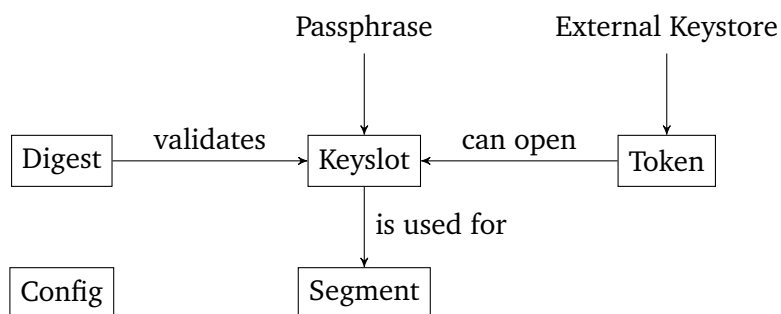 Passphrase
External Keystore
Digest
validates
Keyslot
can open
Token
is used for
Config
Segment